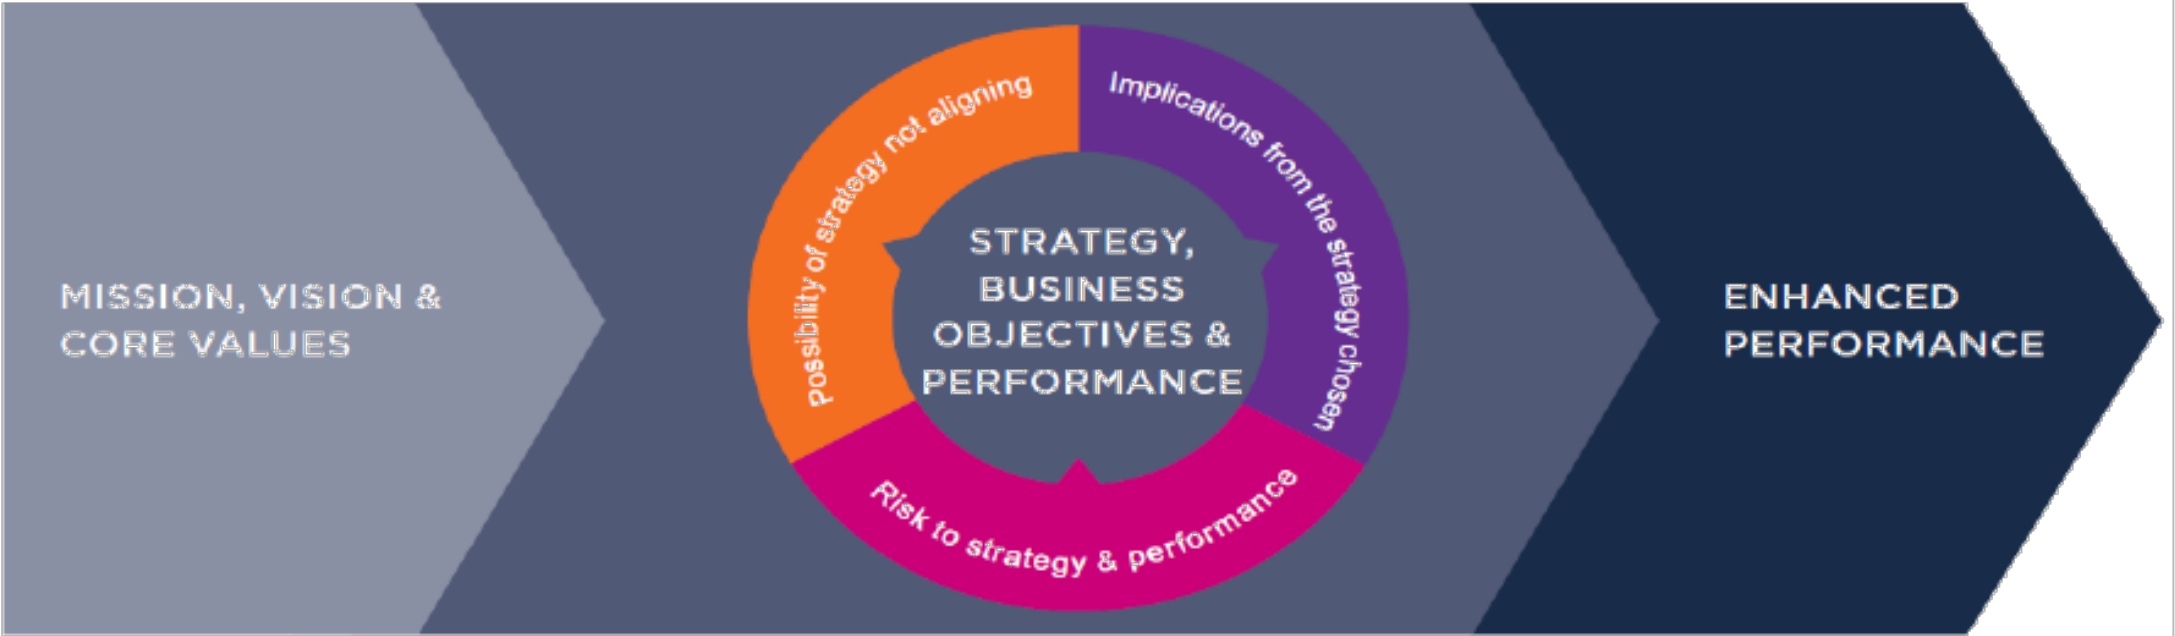 MISSION, VISION &
CORE VALUES
Possibility of strategy not aligning
Implications from the strategy chosen
STRATEGY,
BUSINESS
OBJECTIVES &
PERFORMANCE
Risk to strategy & performance
ENHANCED
PERFORMANCE